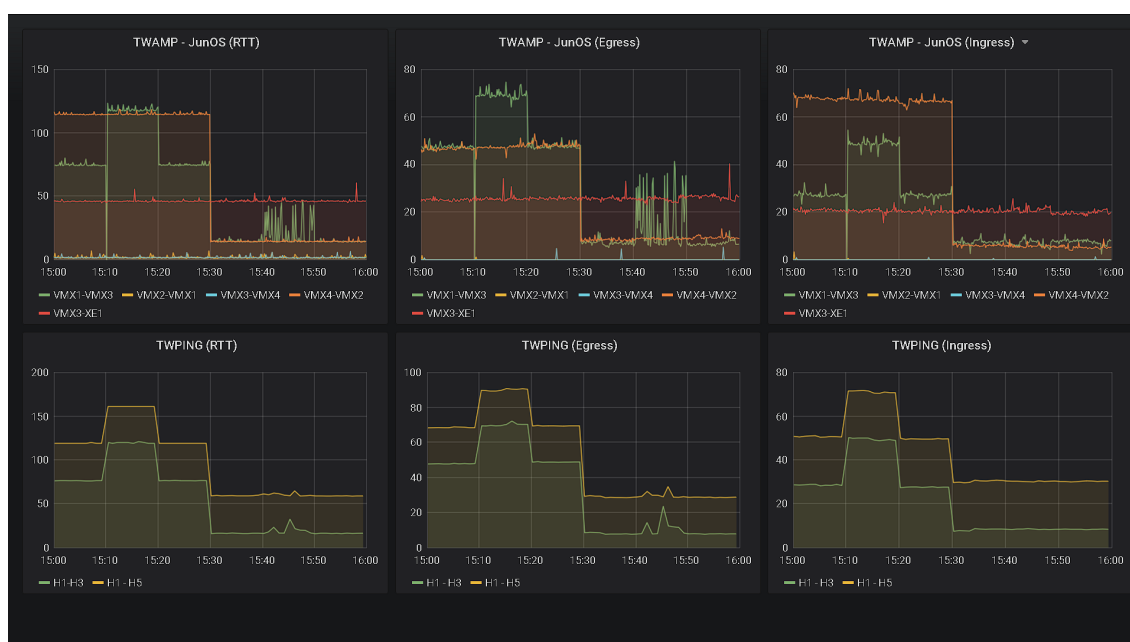 TWAMP - JunOS (RTT)
150
100
50
0
15:00 15:10 15:20 15:30 15:40 15:50 16:00
VMX1-VMX3 VMX2-VMX1 VMX3-VMX4 VMX4-VMX2
VMX3-XE1
TWAMP - JunOS (Egress)
80
60
40
20
0
15:00 15:10 15:20 15:30 15:40 15:50 16:00
VMX1-VMX3 VMX2-VMX1 VMX3-VMX4 VMX4-VMX2
VMX3-XE1
TWAMP - JunOS (Ingress)
80
60
40
20
0
15:00 15:10 15:20 15:30 15:40 15:50 16:00
VMX1-VMX3 VMX2-VMX1 VMX3-VMX4 VMX4-VMX2
VMX3-XE1
TWPING (RTT)
200
150
100
50
0
15:00 15:10 15:20 15:30 15:40 15:50 16:00
H1-H3 H1 - H5
TWPING (Egress)
100
80
60
40
20
0
15:00 15:10 15:20 15:30 15:40 15:50 16:00
H1 - H3 H1 - H5
TWPING (Ingress)
80
60
40
20
0
15:00 15:10 15:20 15:30 15:40 15:50 16:00
H1 - H3 H1 - H5